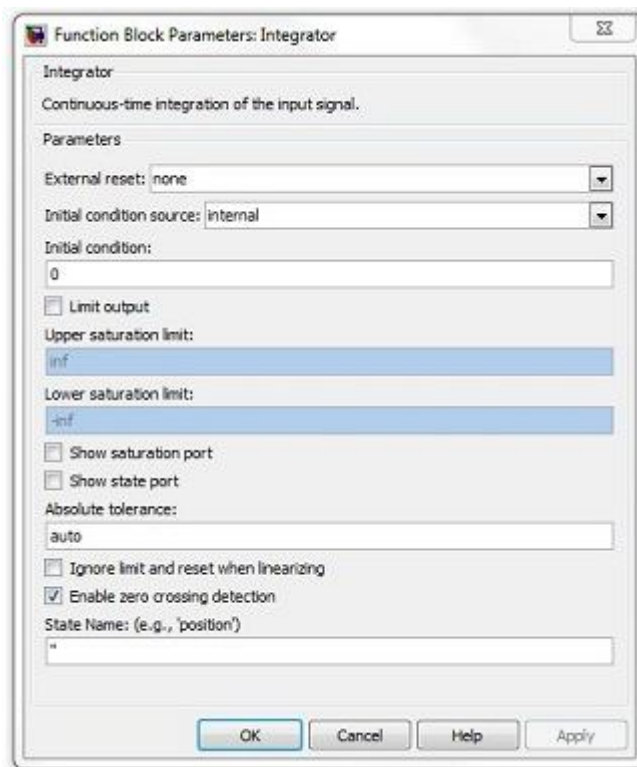 Function Block Parameters: Integrator
Integrator
Continuous-time integration of the input signal.
Parameters
External reset: none
Initial condition source: internal
Initial condition:
0
Limit output
Upper saturation limit:
inf
Lower saturation limit:
-inf
Show saturation port
Show state port
Absolute tolerance:
auto
Ignore limit and reset when linearizing
Enable zero crossing detection
State Name: (e.g., 'position')
''
OK Cancel Help Apply